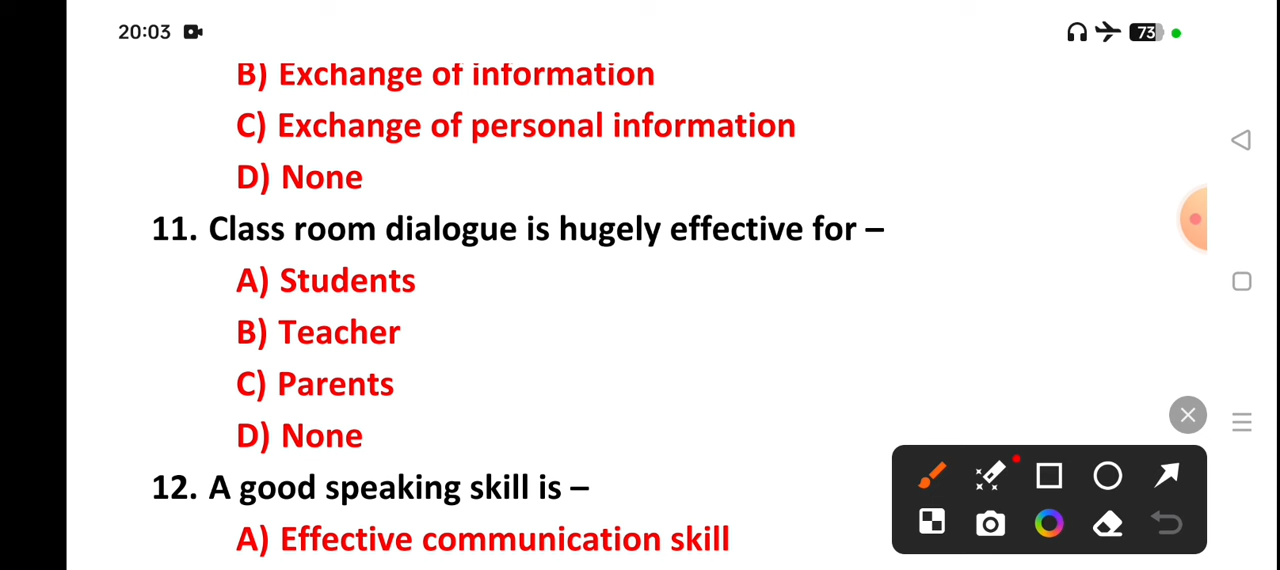 20:03
73
B) Exchange of information
C) Exchange of personal information
D) None
11. Class room dialogue is hugely effective for –
A) Students
B) Teacher
C) Parents
D) None
12. A good speaking skill is –
A) Effective communication skill